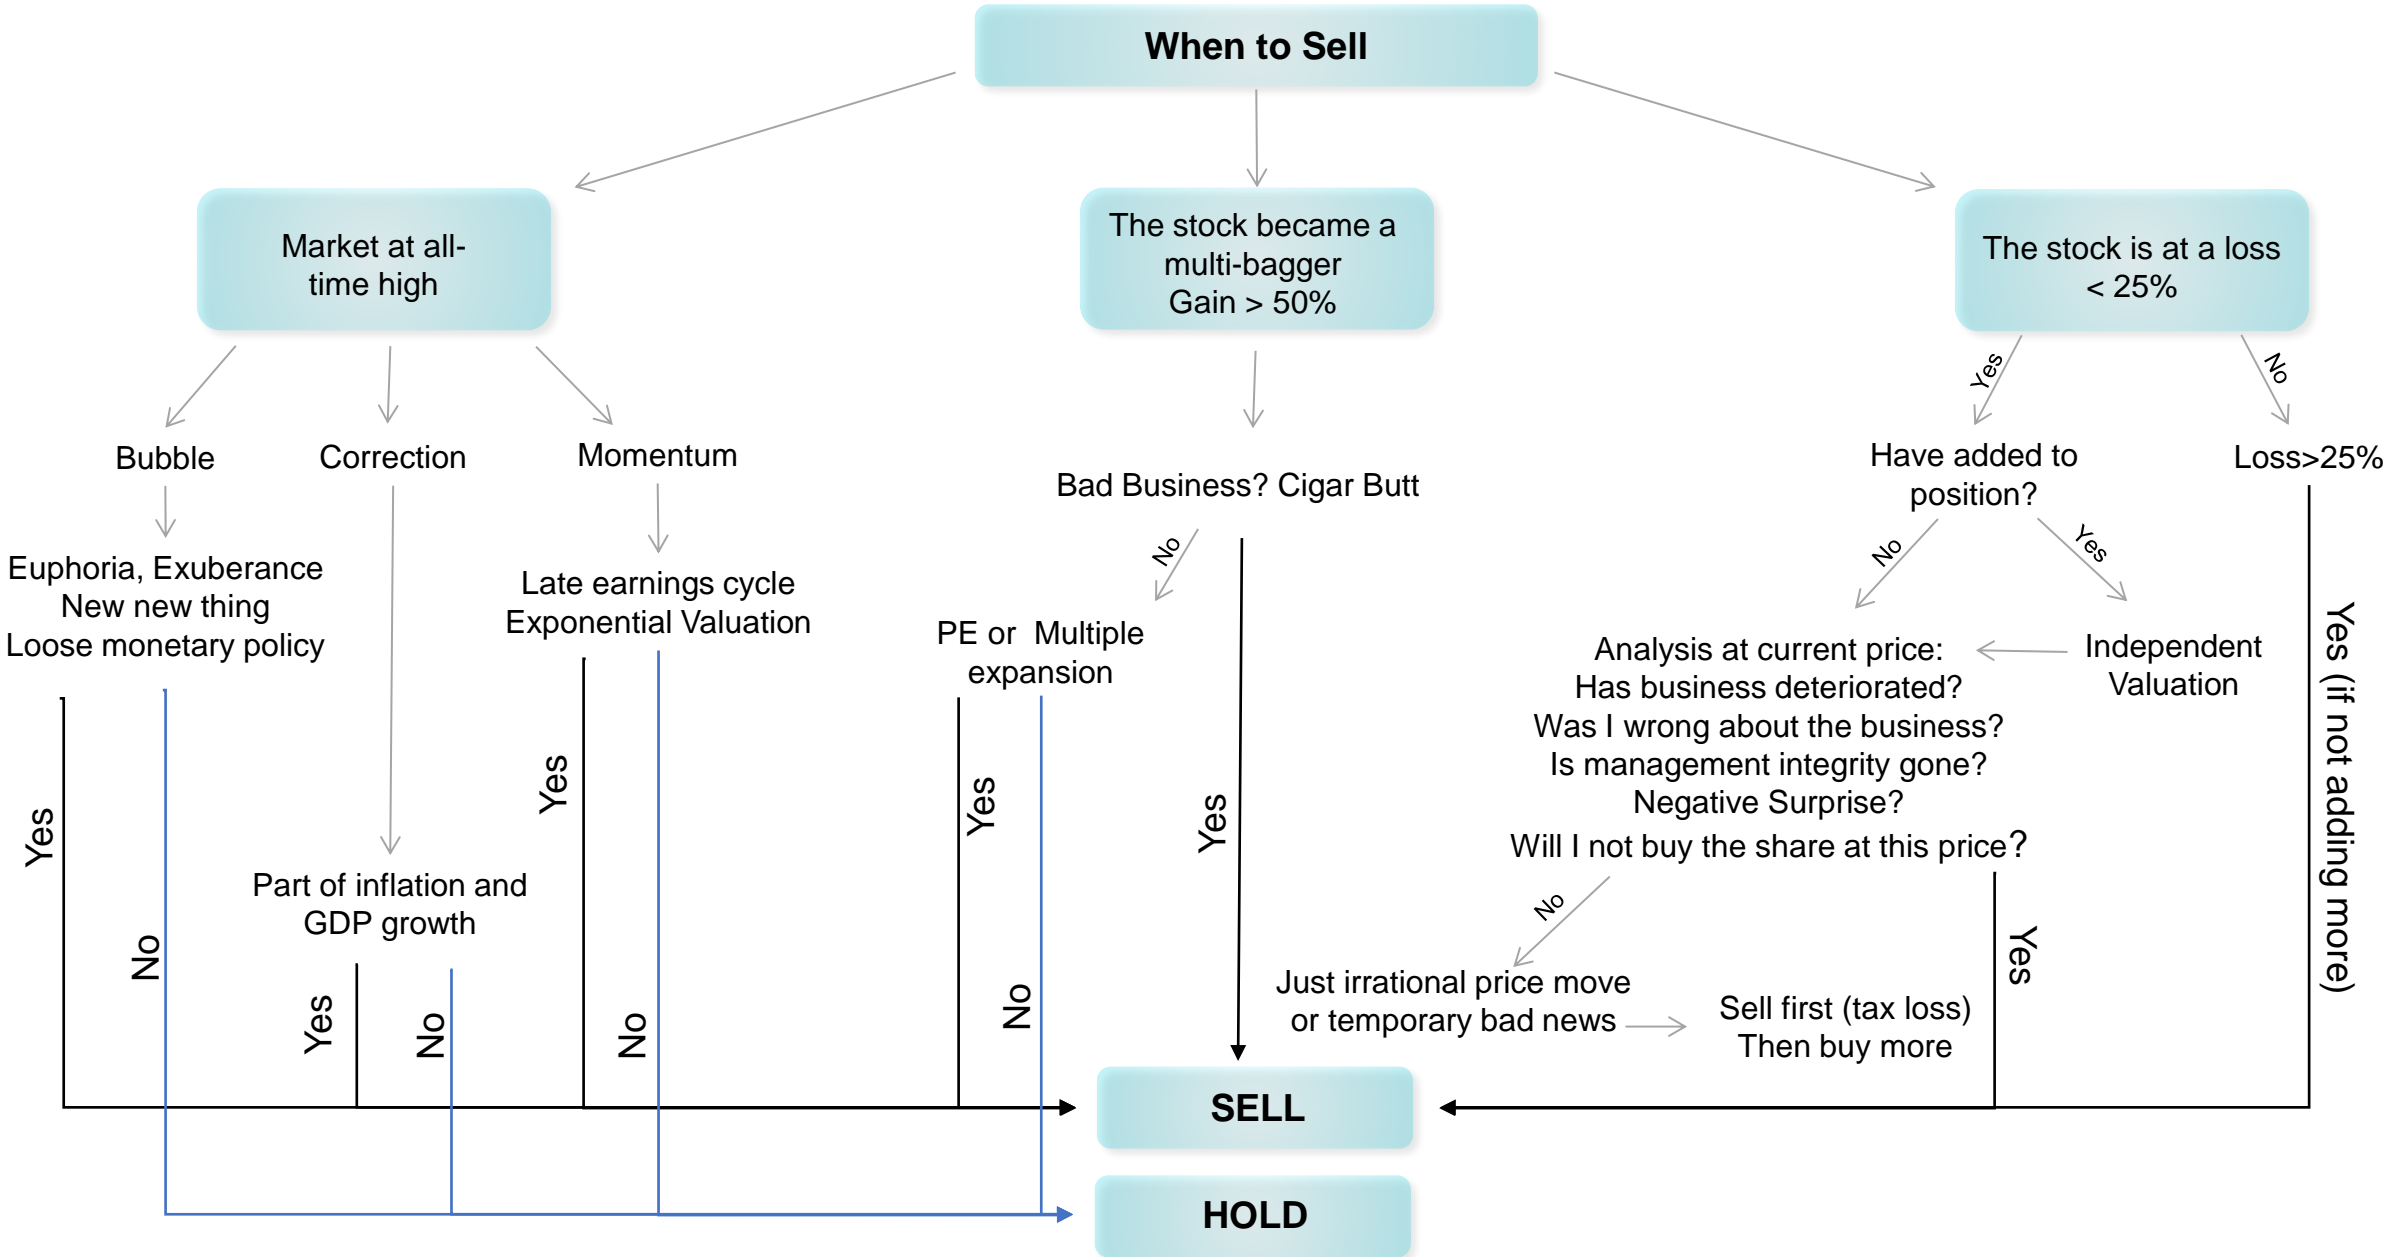 When to Sell
Market at all-
time high
The stock became a
multi-bagger
Gain > 50%
The stock is at a loss
< 25%
Yes
No
Bubble
Correction
Momentum
Bad Business? Cigar Butt
Have added to
position?
Loss>25%
Euphoria, Exuberance
New new thing
Loose monetary policy
Late earnings cycle
Exponential Valuation
No
PE or  Multiple
expansion
No
Yes
Analysis at current price:
Has business deteriorated?
Was I wrong about the business?
Is management integrity gone?
Negative Surprise?
Will I not buy the share at this price?
Independent
Valuation
Yes (if not adding more)
Yes
No
Part of inflation and
GDP growth
Yes
No
Yes
No
Yes
No
Yes
No
Just irrational price move
or temporary bad news
Sell first (tax loss)
Then buy more
Yes
SELL
HOLD